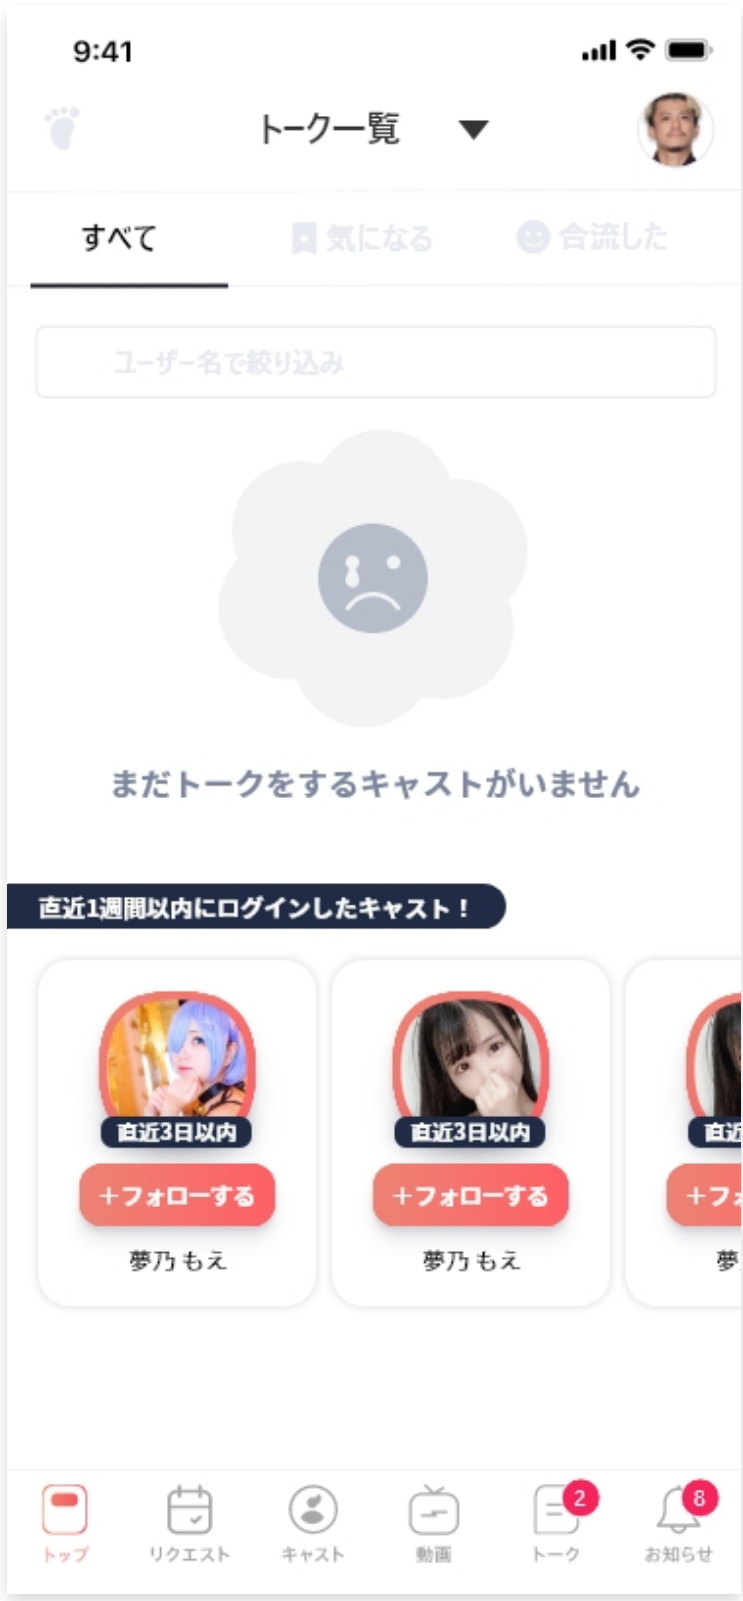 9:41
トーク一覧
すべて
気になる
合流した
ユーザー名で絞り込み
まだトークをするキャストがいません
直近1週間以内にログインしたキャスト！
直近3日以内
直近3日以内
直近
＋フォローする
＋フォローする
＋フォ
夢乃 もえ
夢乃 もえ
夢
2
8
トップ
リクエスト
キャスト
動画
トーク
お知らせ